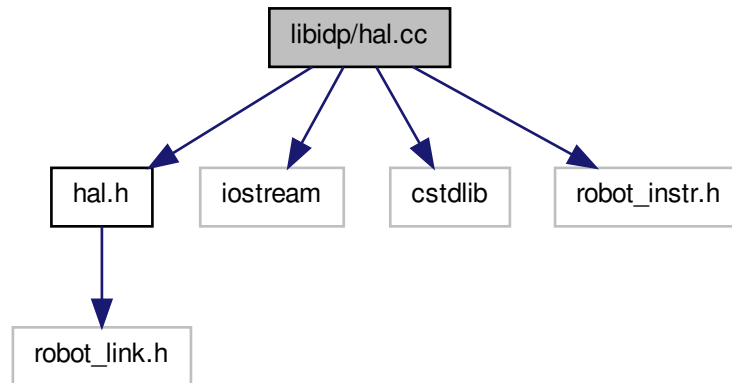 libidp/hal.cc
hal.h
iostream
cstdlib
robot_instr.h
robot_link.h